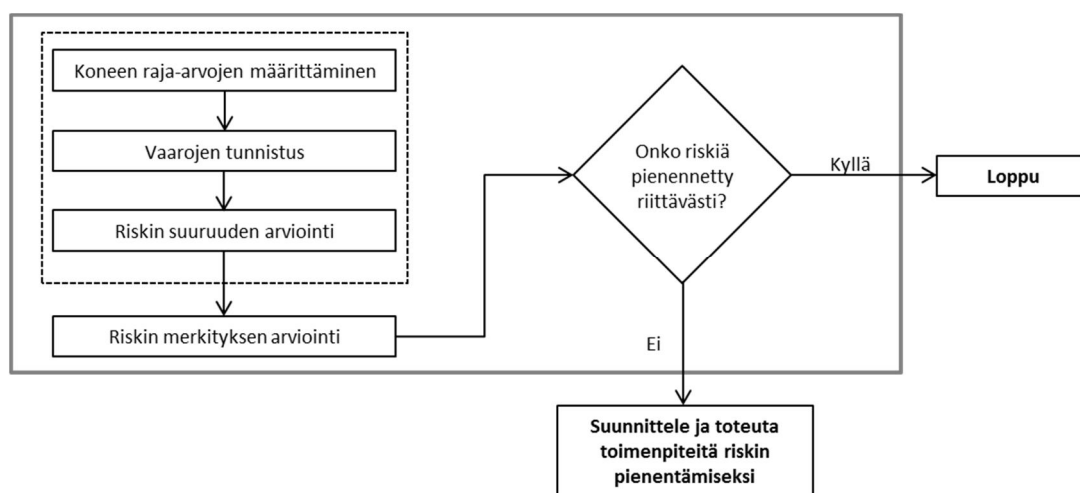 Koneen raja-arvojen määrittäminen
Vaarojen tunnistus
Riskin suuruuden arviointi
Riskin merkityksen arviointi
Onko riskiä
pienennetty
riittävästi?
Kyllä
Loppu
Ei
Suunnittele ja toteuta
toimenpiteitä riskin
pienentämiseksi